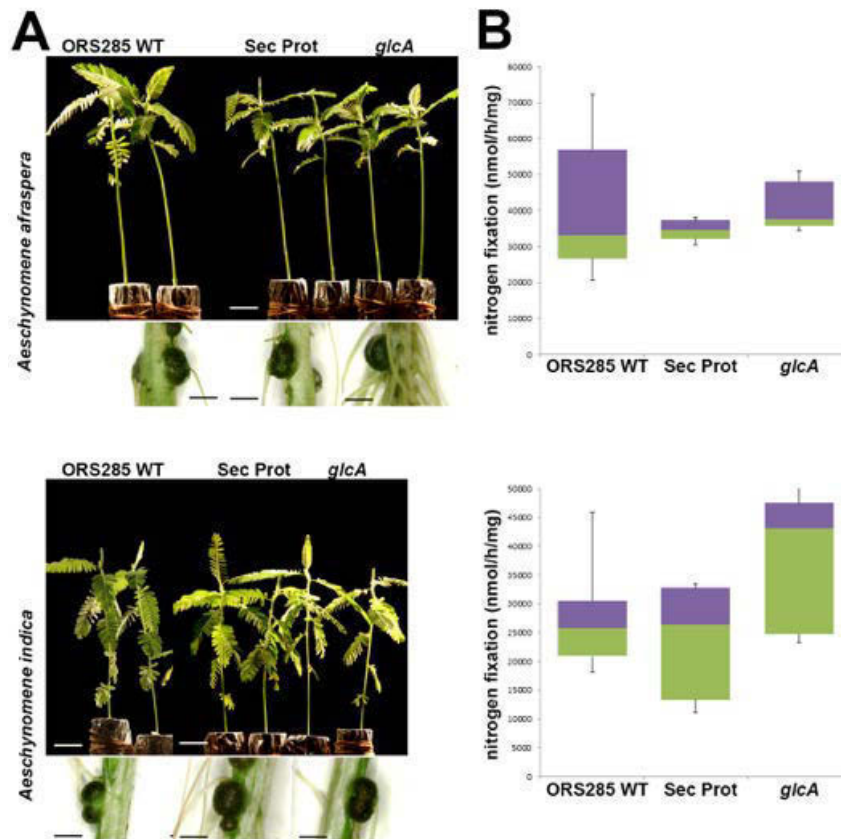 A
ORS285 WT Sec Prot glcA
Aeschynomene afraspera
B
80000
70000
60000
50000
40000
30000
20000
10000
0
nitrogen fixation (nmol/h/mg)
ORS285 WT Sec Prot glcA
ORS285 WT Sec Prot glcA
Aeschynomene indica
50000
45000
40000
35000
30000
25000
20000
15000
10000
5000
0
nitrogen fixation (nmol/h/mg)
ORS285 WT Sec Prot glcA